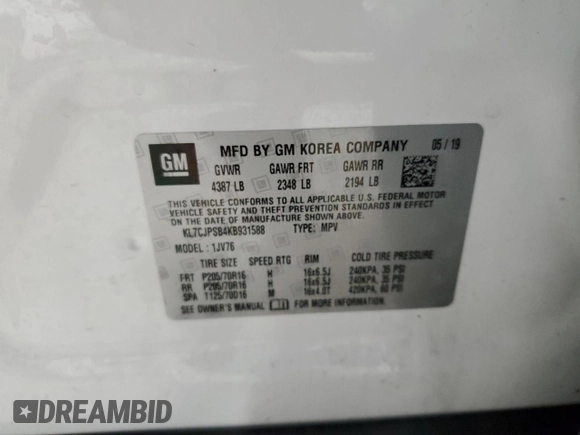 GM
MFD BY GM KOREA COMPANY 05 / 19
GVWR GAWR FRT GAWR RR
4387 LB 2348 LB 2194 LB
THIS VEHICLE CONFORMS TO ALL APPLICABLE
VEHICLE SAFETY STANDARDS U.S. FEDERAL MOTOR
THEFT PREVENTION STANDARDS IN EFFECT ON THE
DATE OF MANUFACTURE SHOWN ABOVE.
KL7CJPSB4KB931588 TYPE: MPV
MODEL : 1JV76
TIRE SIZE SPEED RTG RIM COLD TIRE PRESSURE
FRT P205/70R16 H 16x6.5J 240KPA, 35 PSI
RR P205/70R16 H 16x6.5J 240KPA, 35 PSI
SPA T125/70D16 M 16x4.0T 420KPA, 60 PSI
SEE OWNER'S MANUAL FOR MORE INFORMATION
DREAMBID